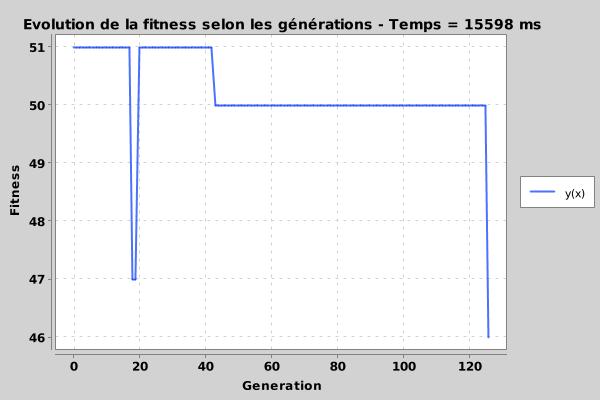 Evolution de la fitness selon les générations - Temps = 15598 ms
51
50
49
48
47
46
Fitness
0 20 40 60 80 100 120
Generation
y(x)